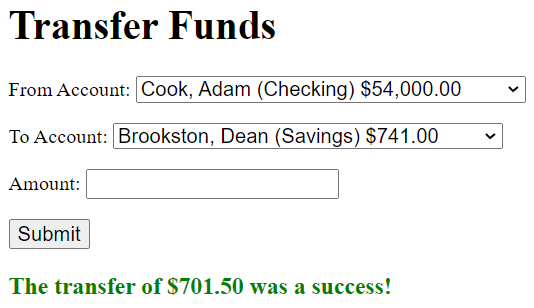 Transfer Funds
From Account: Cook, Adam (Checking) $54,000.00
To Account: Brookston, Dean (Savings) $741.00
Amount:
Submit
The transfer of $701.50 was a success!